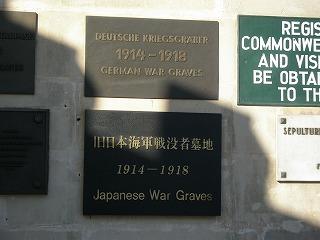 DEUTSCHE KRIEGSGRÄBER
1914-1918
GERMAN WAR GRAVES
旧日本海軍戦没者墓地
1914-1918
Japanese War Graves
REGIS
COMMONWE
AND VISI
BE OBTAI
TO TH
SEPULTUR